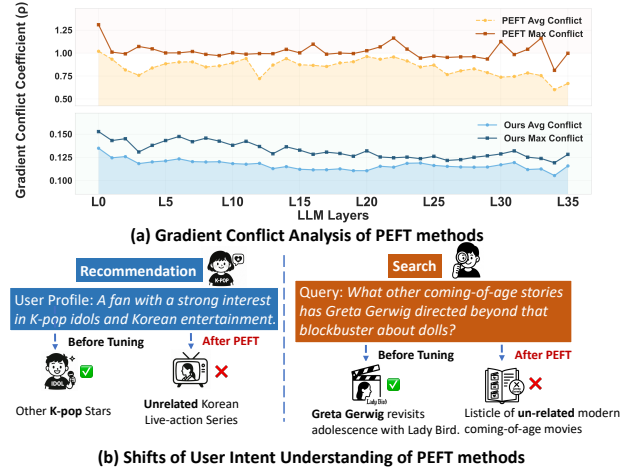 Gradient Conflict Coefficient (ρ)
PEFT Avg Conflict
PEFT Max Conflict
1.25
1.00
0.75
0.50
Ours Avg Conflict
Ours Max Conflict
0.150
0.125
0.100
L0 L5 L10 L15 L20 L25 L30 L35
LLM Layers
(a) Gradient Conflict Analysis of PEFT methods
Recommendation
K-POP
User Profile: A fan with a strong interest
in K-pop idols and Korean entertainment.
Before Tuning
After PEFT
IDOL
Other K-pop Stars
Unrelated Korean
Live-action Series
Search
Query: What other coming-of-age stories
has Greta Gerwig directed beyond that
blockbuster about dolls?
Before Tuning
After PEFT
Lady Bird
Greta Gerwig revisits
adolescence with Lady Bird.
Listicle of un-related modern
coming-of-age movies
(b) Shifts of User Intent Understanding of PEFT methods